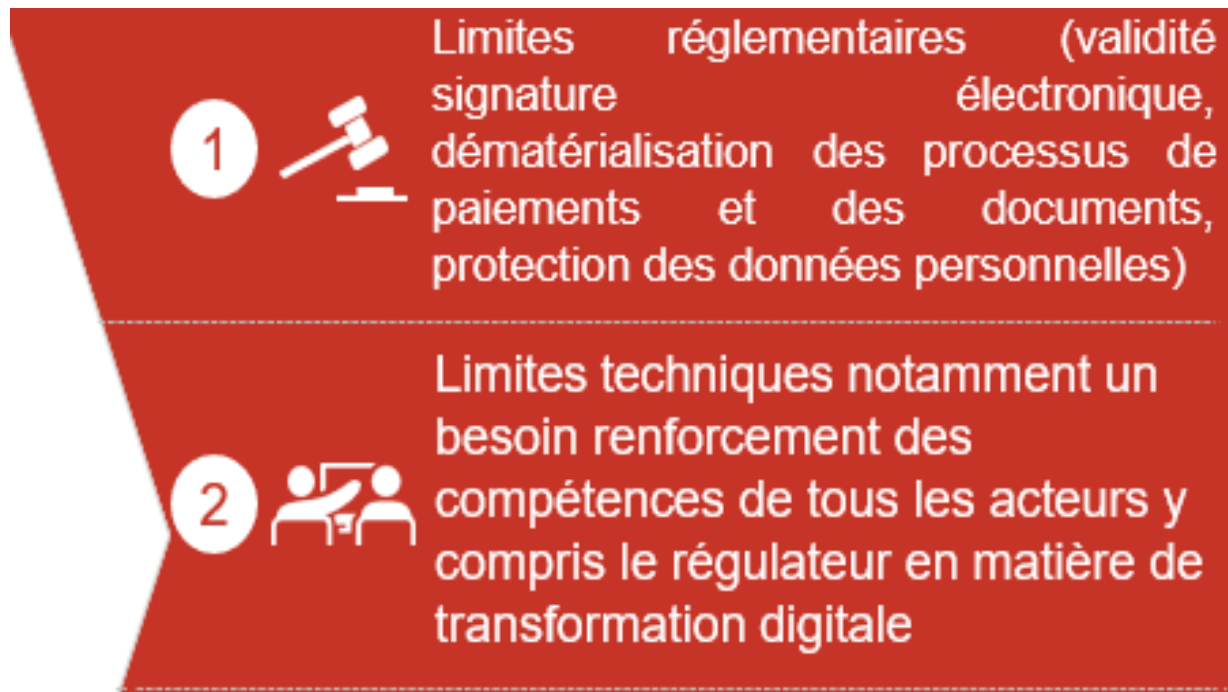 Limites réglementaires (validité
signature électronique,
1
dématérialisation des processus de
paiements et des documents,
protection des données personnelles)
Limites techniques notamment un
besoin renforcement des
2
compétences de tous les acteurs y
compris le régulateur en matière de
transformation digitale